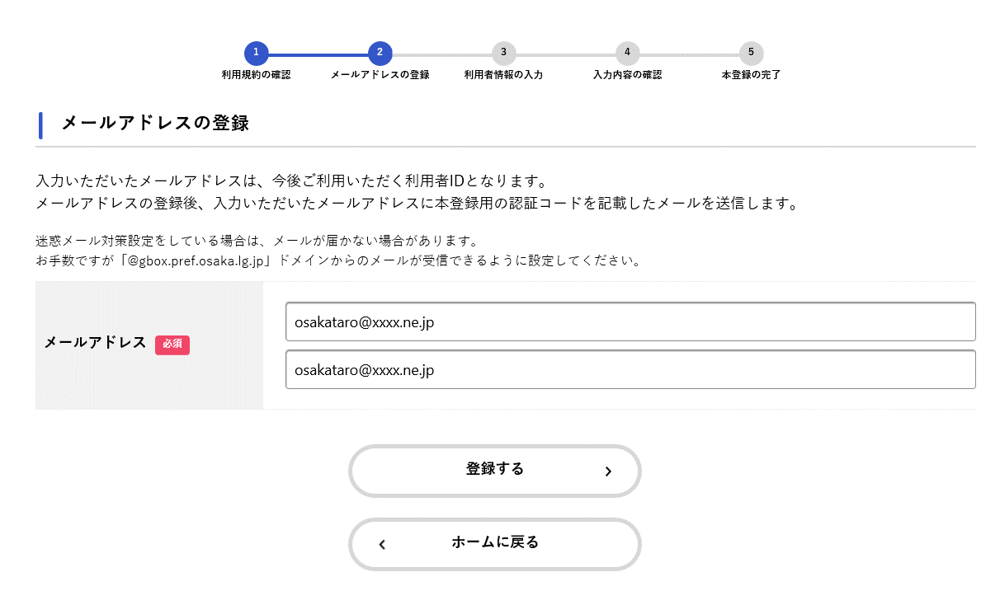 1 2 3 4 5
利用規約の確認 メールアドレスの登録 利用者情報の入力 入力内容の確認 本登録の完了
メールアドレスの登録
入力いただいたメールアドレスは、今後ご利用いただく利用者IDとなります。
メールアドレスの登録後、入力いただいたメールアドレスに本登録用の認証コードを記載したメールを送信します。
迷惑メール対策設定をしている場合は、メールが届かない場合があります。
お手数ですが「@gbox.pref.osaka.lg.jp」ドメインからのメールが受信できるように設定してください。
メールアドレス 必須
osakataro@xxxx.ne.jp
osakataro@xxxx.ne.jp
登録する
ホームに戻る